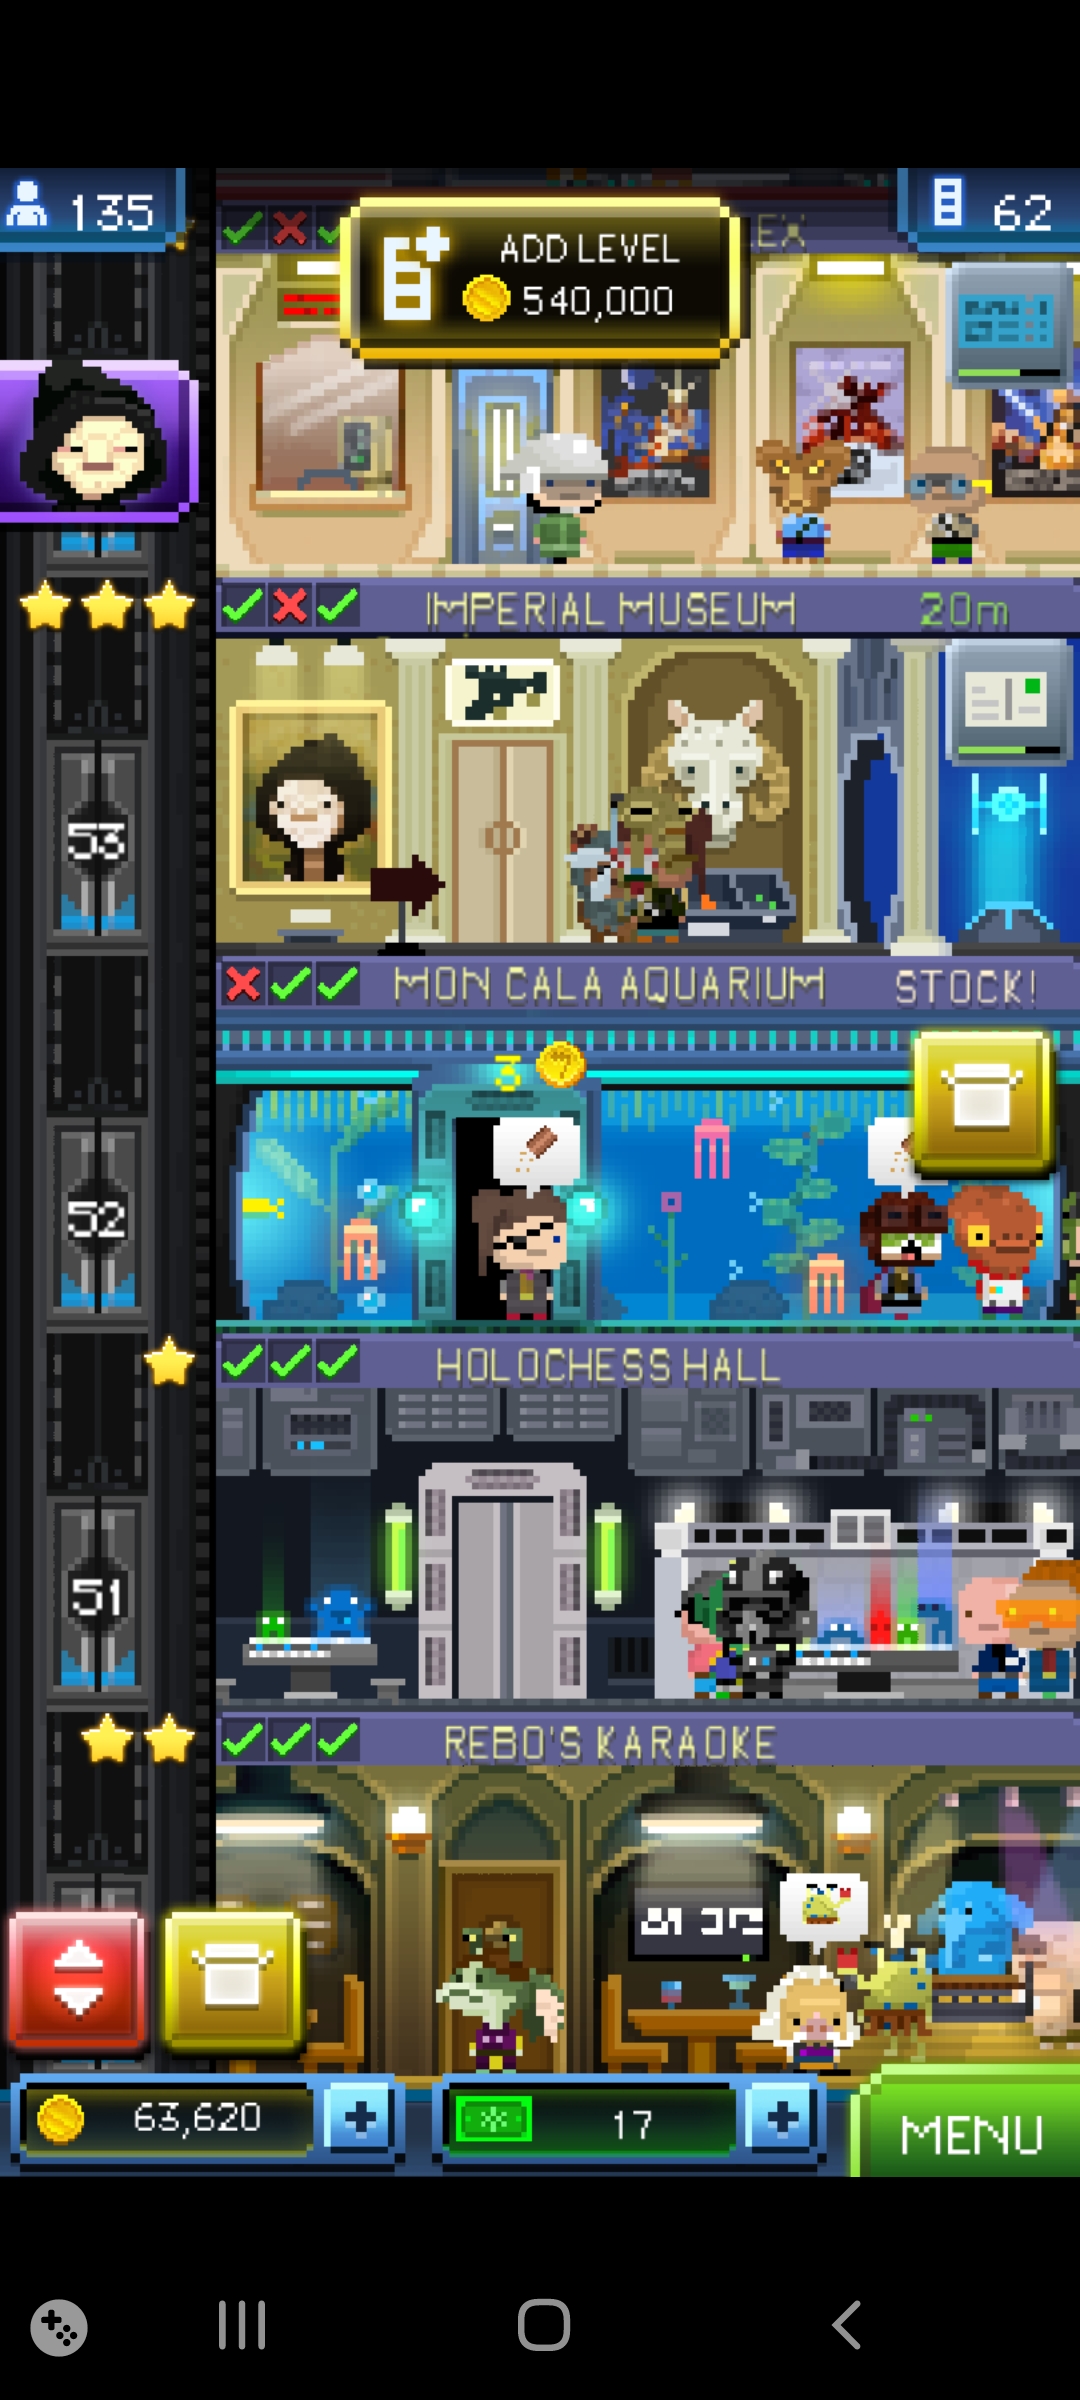 135
62
EX
ADD LEVEL
540,000
IMPERIAL MUSEUM 20m
53
MON CALA AQUARIUM STOCK!
3
52
HOLOCHESS HALL
51
REBO'S KARAOKE
63,620
17
MENU